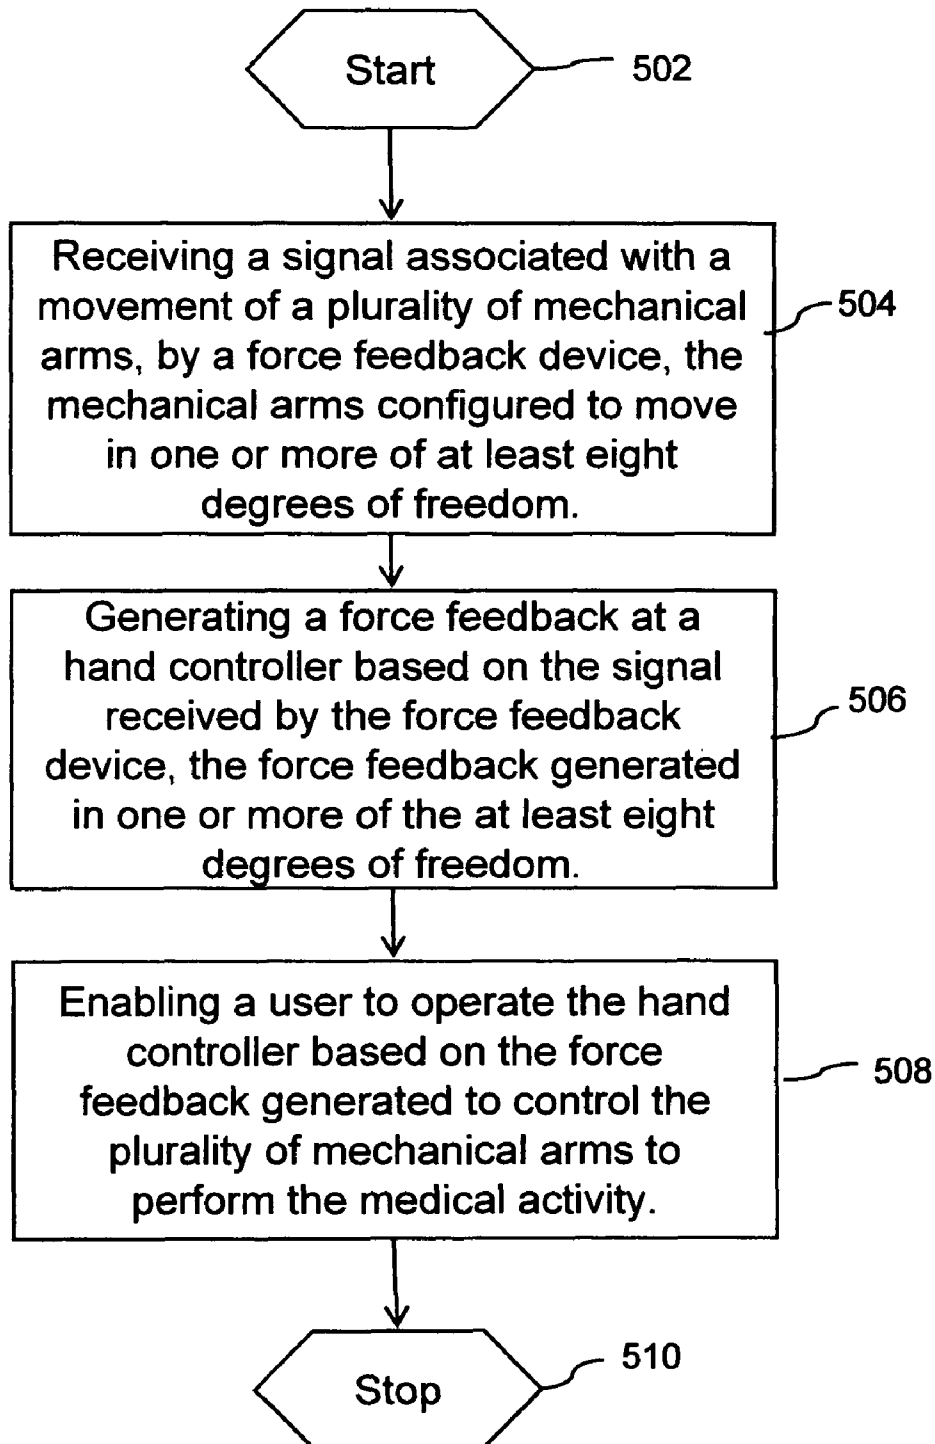 Start
502
Receiving a signal associated with a
movement of a plurality of mechanical
arms, by a force feedback device, the
mechanical arms configured to move
in one or more of at least eight
degrees of freedom.
504
Generating a force feedback at a
hand controller based on the signal
received by the force feedback
device, the force feedback generated
in one or more of the at least eight
degrees of freedom.
506
Enabling a user to operate the hand
controller based on the force
feedback generated to control the
plurality of mechanical arms to
perform the medical activity.
508
Stop
510